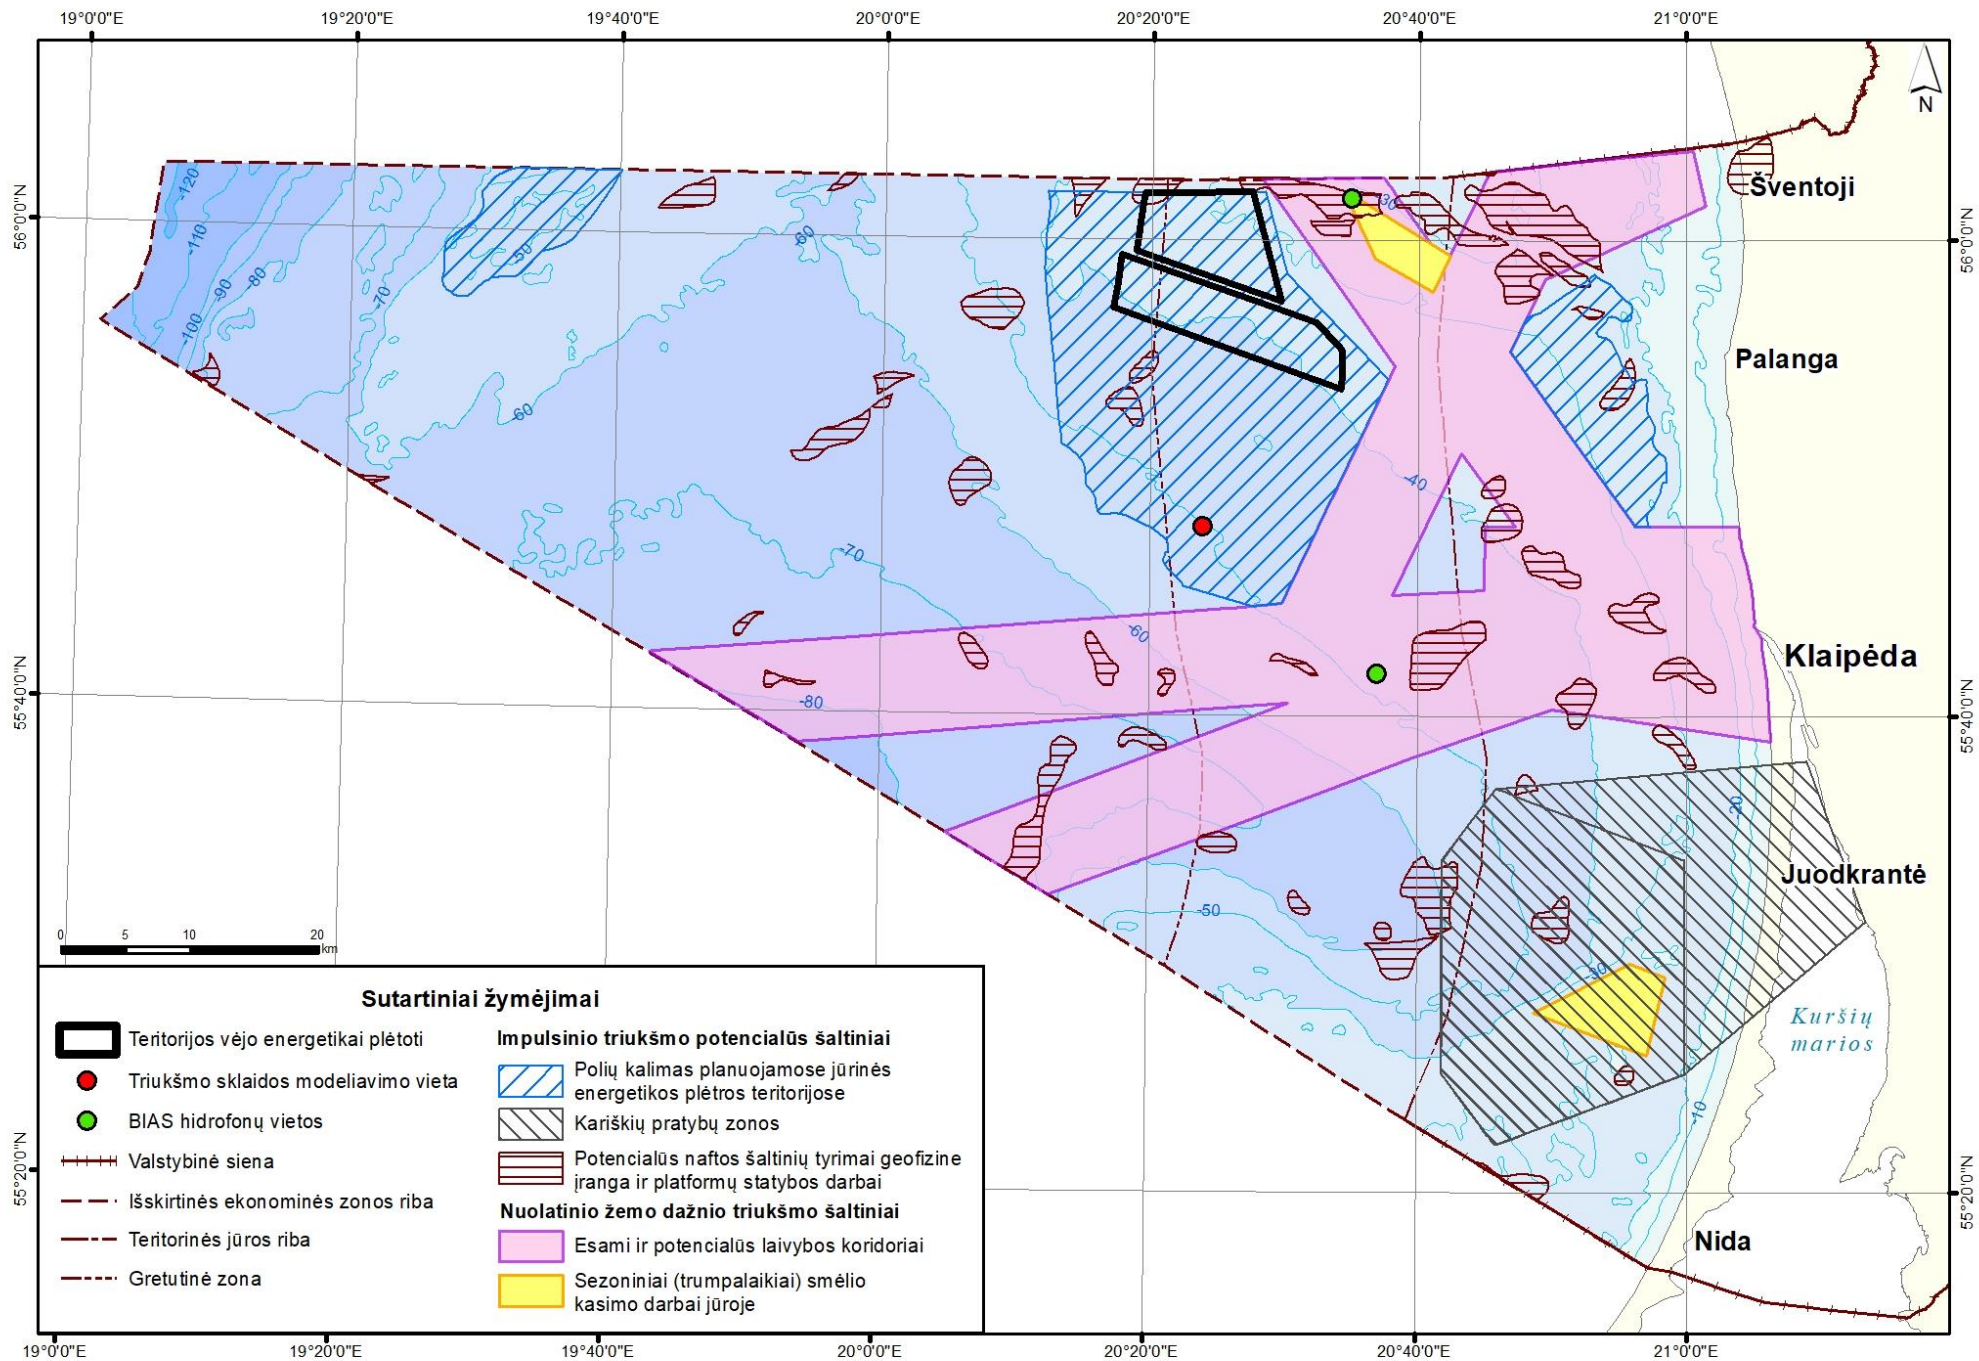 19°0'0"E
19°20'0"E
19°40'0"E
20°0'0"E
20°20'0"E
20°40'0"E
21°0'0"E
N
56°0'0"N
56°0'0"N
-120
-110
-100
-90
-80
-70
-60
-50
-60
-30
Šventoji
Palanga
-40
-70
-60
-80
Klaipėda
55°40'0"N
55°40'0"N
-20
Juodkrantė
-50
-30
Kuršių
marios
-10
Nida
0 5 10 20
km
55°20'0"N
55°20'0"N
Sutartiniai žymėjimai
Teritorijos vėjo energetikai plėtoti
Triukšmo sklaidos modeliavimo vieta
BIAS hidrofonų vietos
Valstybinė siena
Išskirtinės ekonominės zonos riba
Teritorinės jūros riba
Gretutinė zona
Impulsinio triukšmo potencialūs šaltiniai
Polių kalimas planuojamose jūrinės
energetikos plėtros teritorijose
Kariškių pratybų zonos
Potencialūs naftos šaltinių tyrimai geofizine
įranga ir platformų statybos darbai
Nuolatinio žemo dažnio triukšmo šaltiniai
Esami ir potencialūs laivybos koridoriai
Sezoniniai (trumpalaikiai) smėlio
kasimo darbai jūroje
19°0'0"E
19°20'0"E
19°40'0"E
20°0'0"E
20°20'0"E
20°40'0"E
21°0'0"E